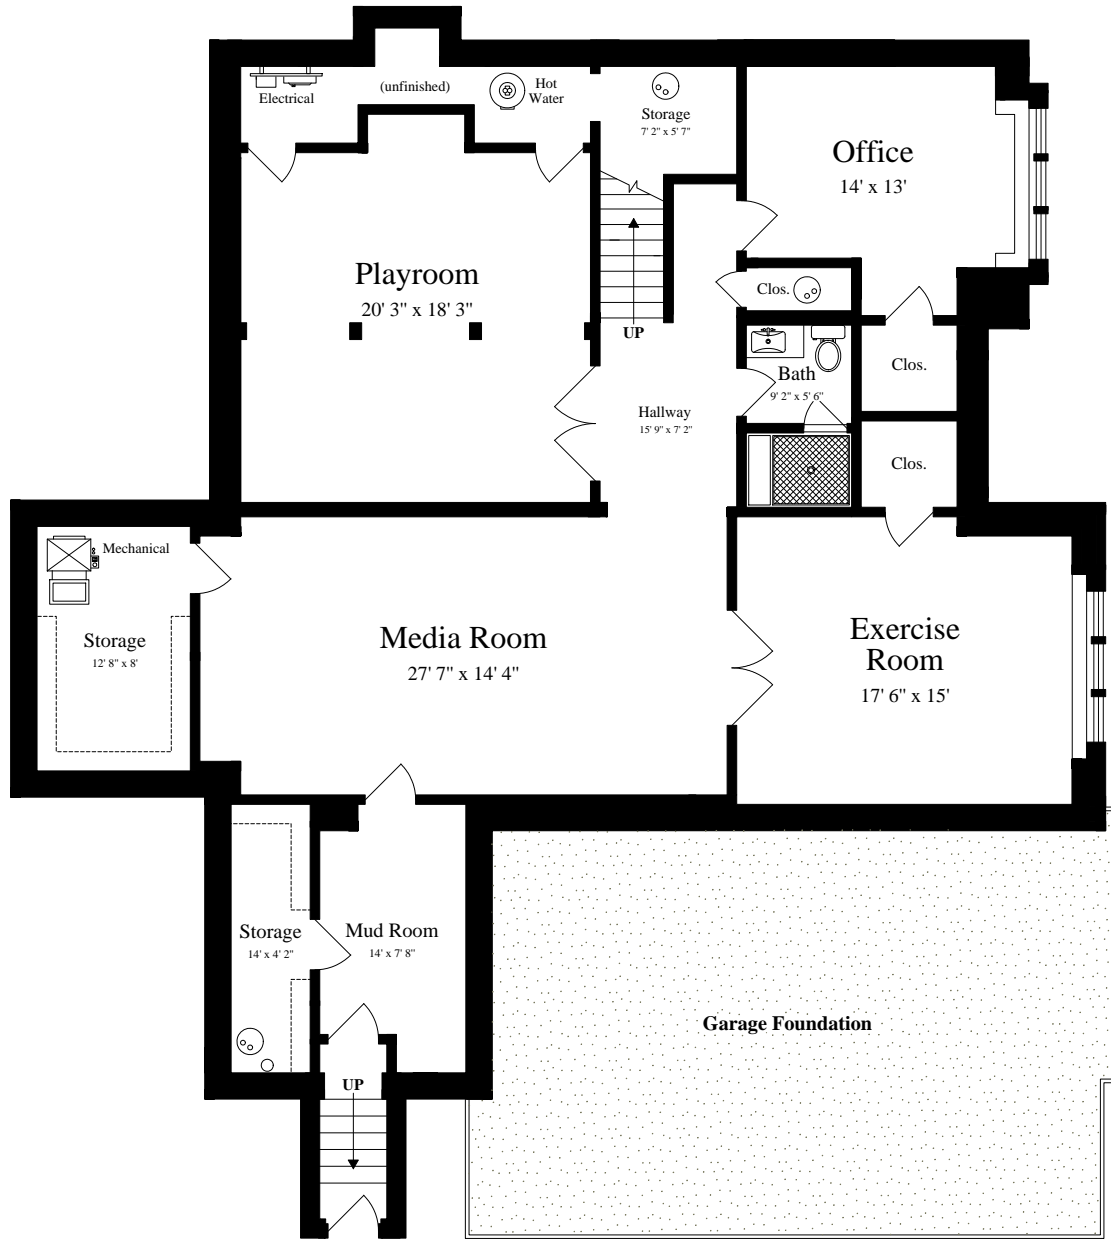 Electrical
(unfinished)
Hot
Water
Storage
7' 2" x 5' 7"
Office
14' x 13'
Playroom
20' 3" x 18' 3"
Clos.
UP
Bath
9' 2" x 5' 6"
Clos.
Hallway
15' 9" x 7' 2"
Clos.
Mechanical
Storage
12' 8" x 8'
Media Room
27' 7" x 14' 4"
Exercise
Room
17' 6" x 15'
Storage
14' x 4' 2"
Mud Room
14' x 7' 8"
Garage Foundation
UP